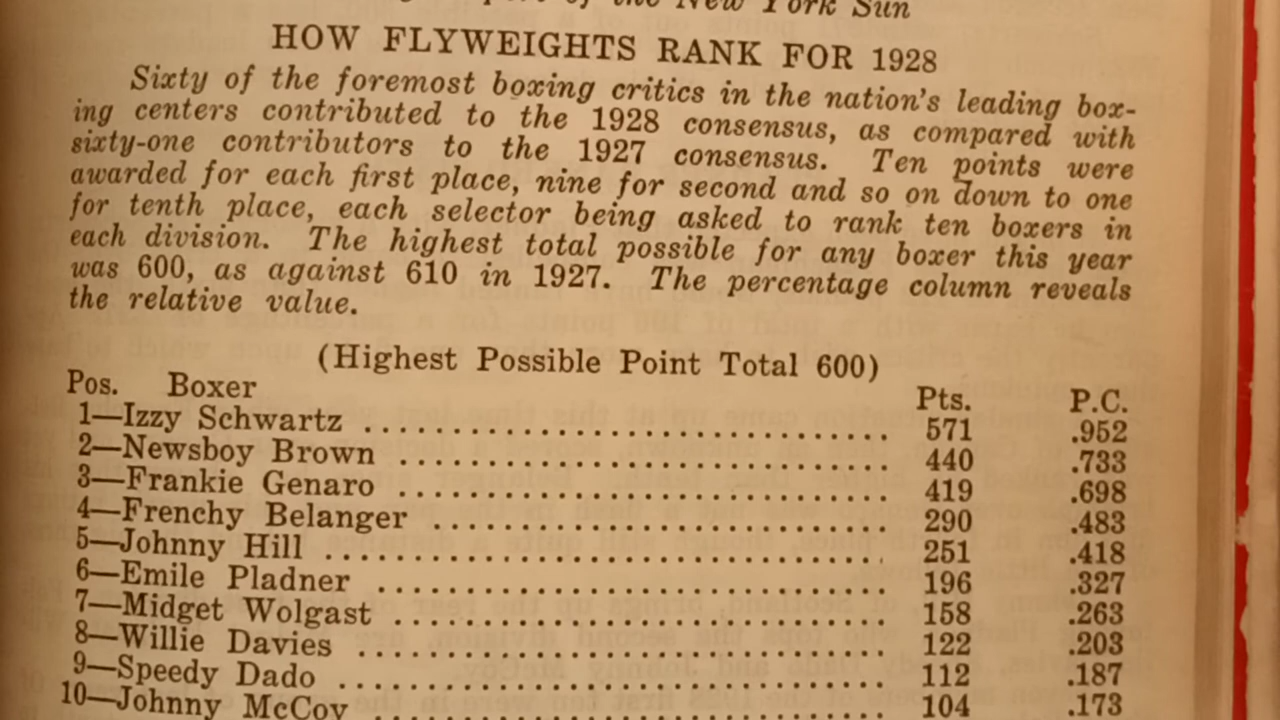 of the New York Sun
HOW FLYWEIGHTS RANK FOR 1928
Sixty of the foremost boxing critics in the nation's leading box-
ing centers contributed to the 1928 consensus, as compared with
sixty-one contributors to the 1927 consensus. Ten points were
awarded for each first place, nine for second and so on down to one
for tenth place, each selector being asked to rank ten boxers in
each division. The highest total possible for any boxer this year
was 600, as against 610 in 1927. The percentage column reveals
the relative value.
(Highest Possible Point Total 600)
Pos. Boxer Pts. P.C.
1—Izzy Schwartz 571 .952
2—Newsboy Brown 440 .733
3—Frankie Genaro 419 .698
4—Frenchy Belanger 290 .483
5—Johnny Hill 251 .418
6—Emile Pladner 196 .327
7—Midget Wolgast 158 .263
8—Willie Davies 122 .203
9—Speedy Dado 112 .187
10—Johnny McCoy 104 .173